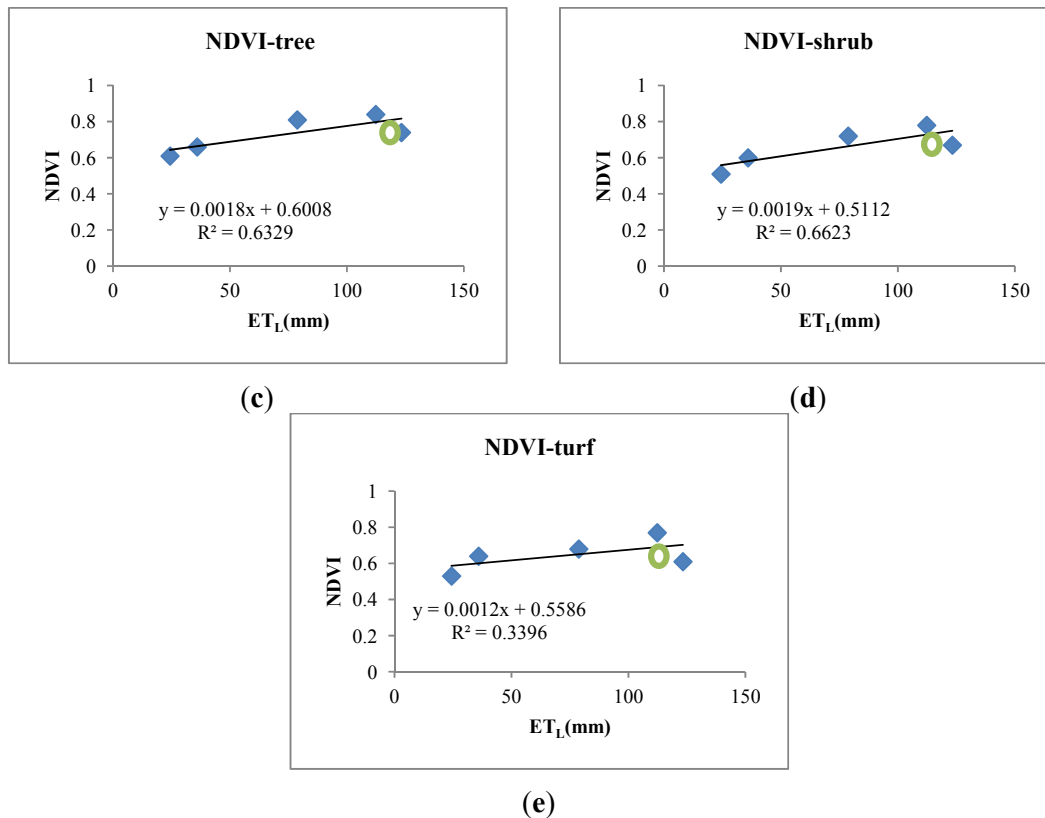 NDVI-tree
1
0.8
0.6
0.4
0.2
0
NDVI
y = 0.0018x + 0.6008
R² = 0.6329
0 50 100 150
ET_L(mm)
(c)
NDVI-shrub
1
0.8
0.6
0.4
0.2
0
NDVI
y = 0.0019x + 0.5112
R² = 0.6623
0 50 100 150
ET_L(mm)
(d)
NDVI-turf
1
0.8
0.6
0.4
0.2
0
NDVI
y = 0.0012x + 0.5586
R² = 0.3396
0 50 100 150
ET_L(mm)
(e)